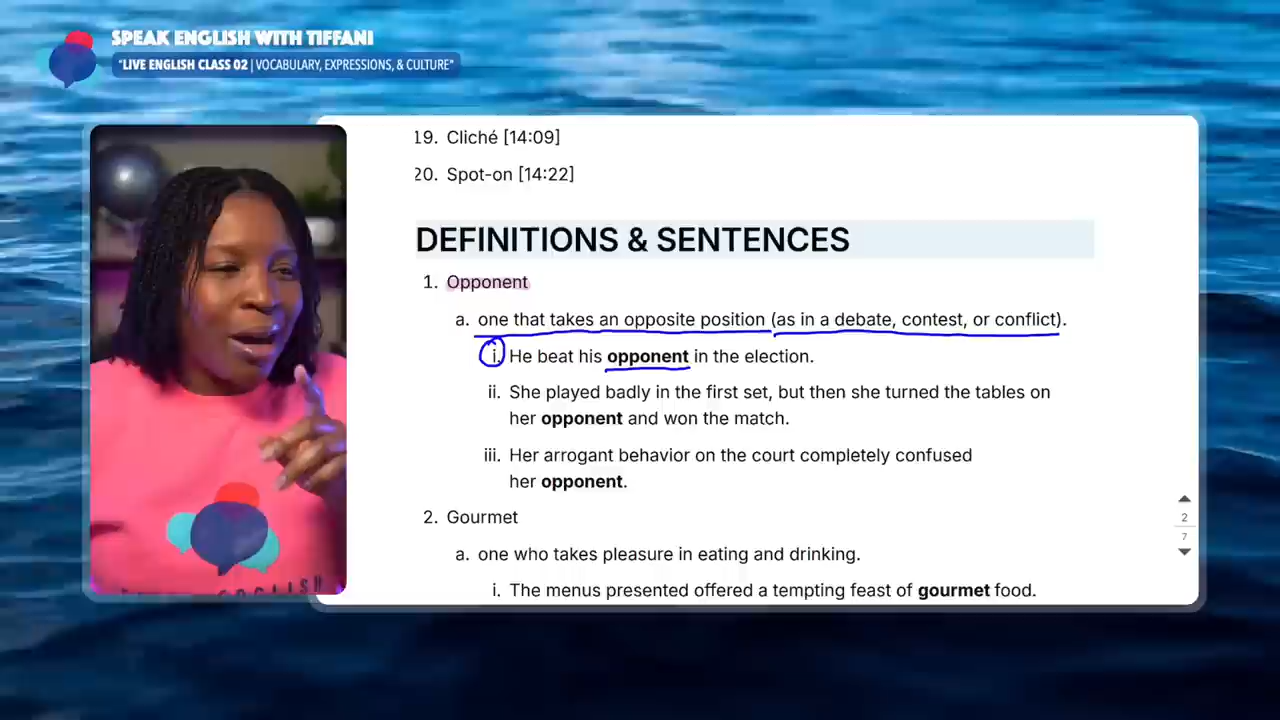 SPEAK ENGLISH WITH TIFFANI
"LIVE ENGLISH CLASS 02 | VOCABULARY, EXPRESSIONS, & CULTURE"
19. Cliché [14:09]
20. Spot-on [14:22]
DEFINITIONS & SENTENCES
1. Opponent
a. one that takes an opposite position (as in a debate, contest, or conflict).
i. He beat his opponent in the election.
ii. She played badly in the first set, but then she turned the tables on
her opponent and won the match.
iii. Her arrogant behavior on the court completely confused
her opponent.
2. Gourmet
a. one who takes pleasure in eating and drinking.
i. The menus presented offered a tempting feast of gourmet food.
2
7
ENGLISH